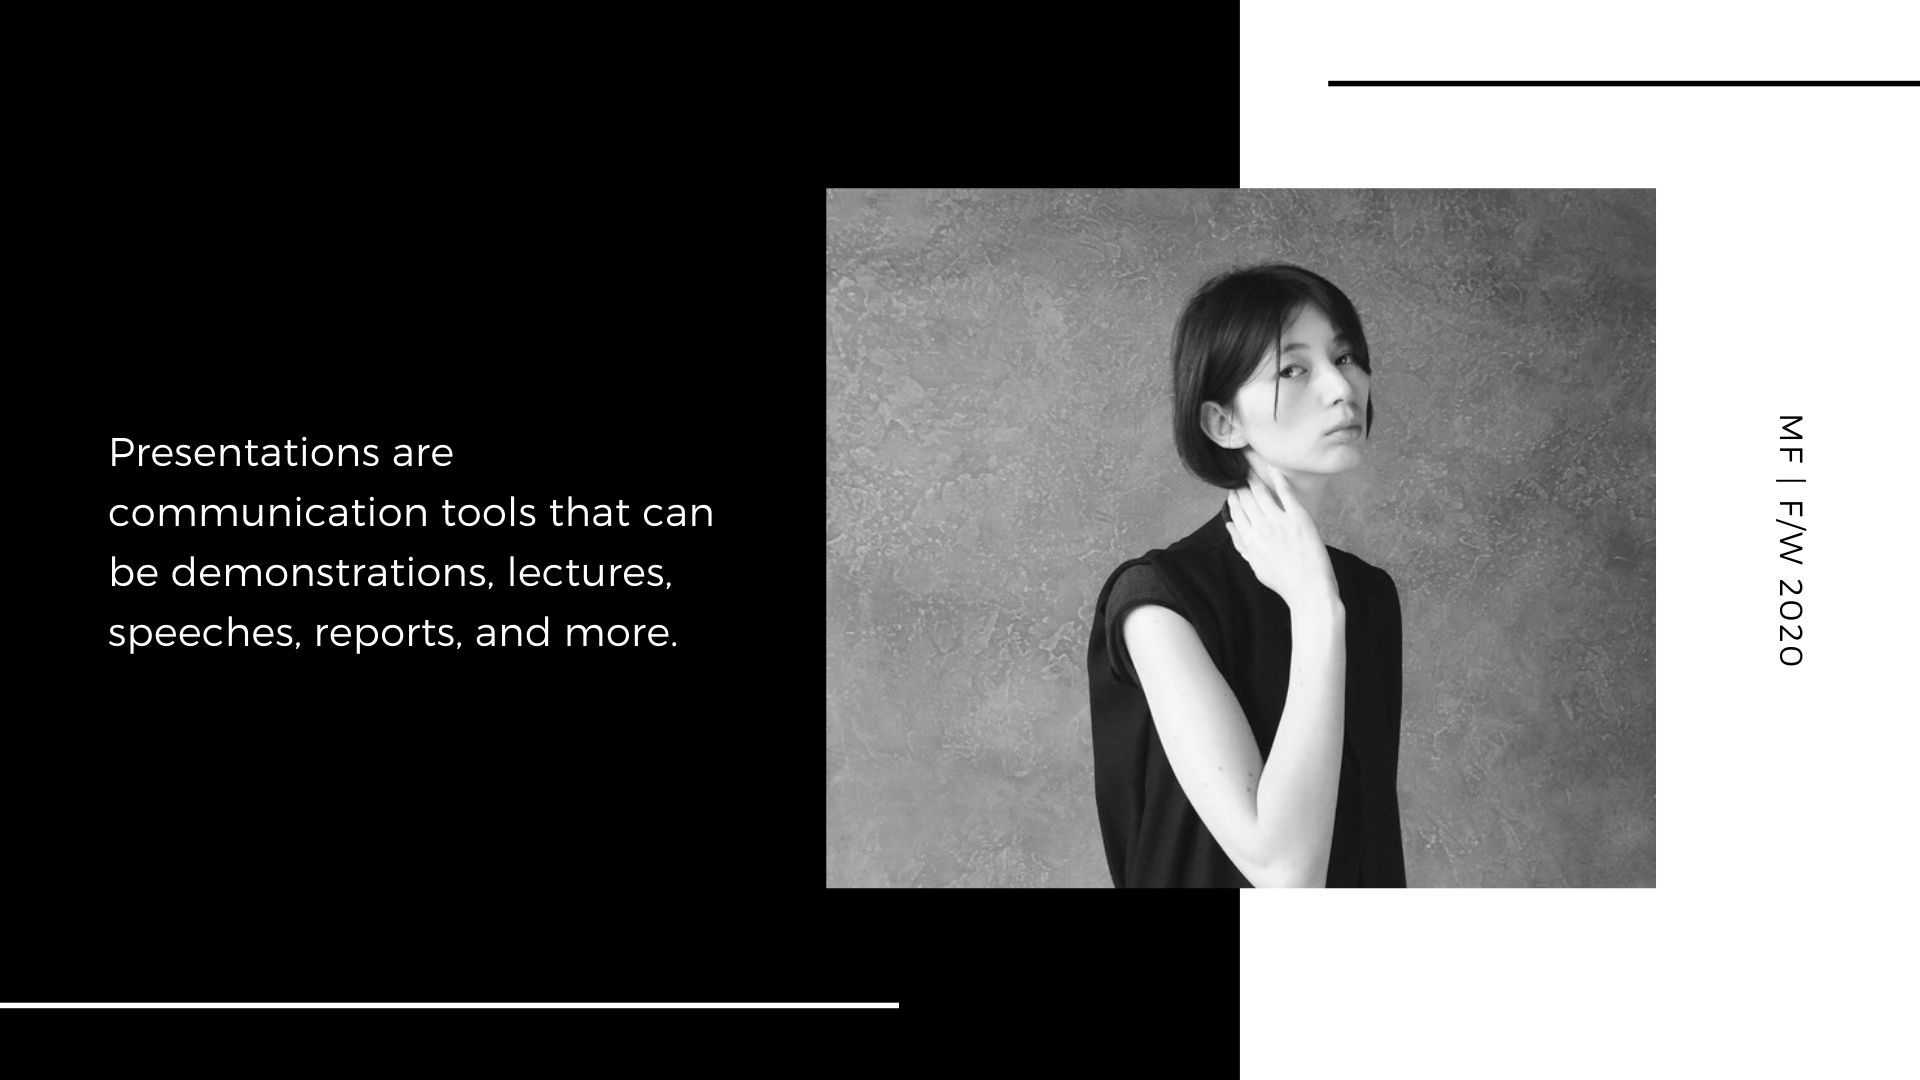 Presentations are
communication tools that can
be demonstrations, lectures,
speeches, reports, and more.
MF | F/W 2020